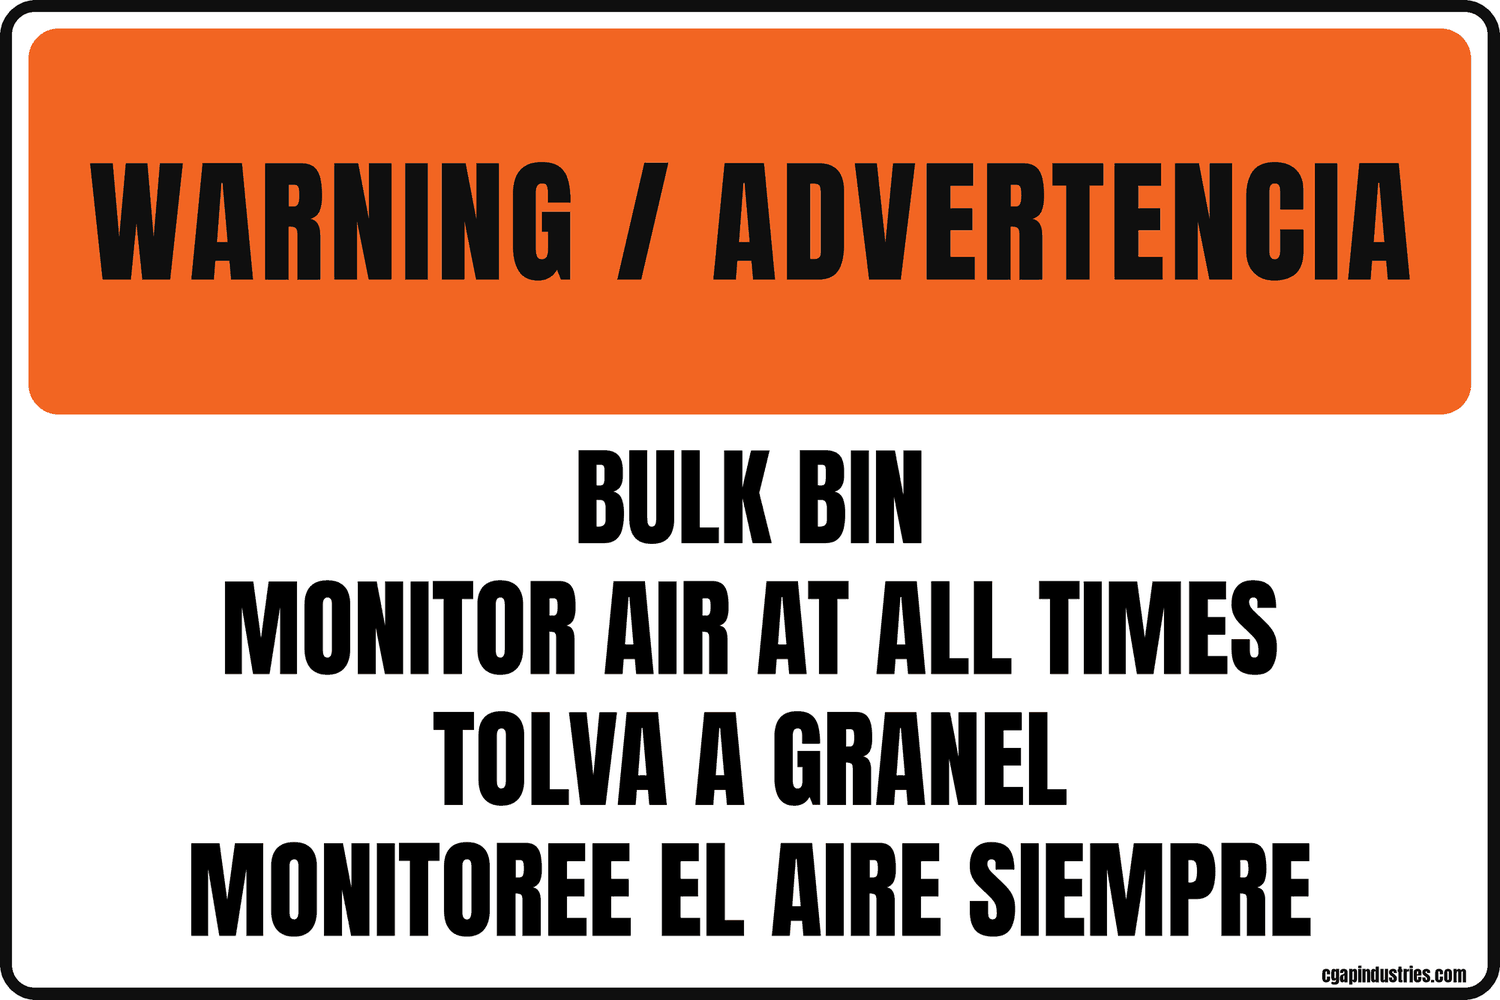 WARNING / ADVERTENCIA
BULK BIN
MONITOR AIR AT ALL TIMES
TOLVA A GRANEL
MONITOREE EL AIRE SIEMPRE
cgapindustries.com